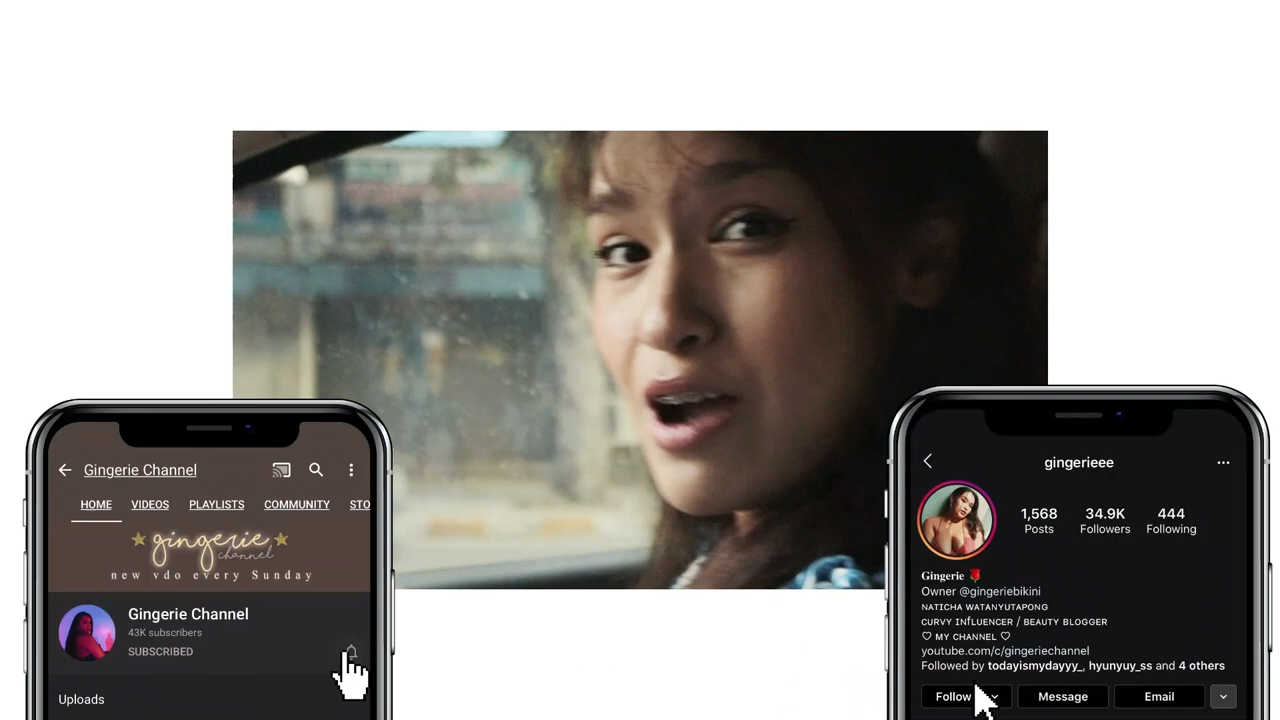 Gingerie Channel
HOME VIDEOS PLAYLISTS COMMUNITY STO
gingerie
channel
new vdo every Sunday
Gingerie Channel
43K subscribers
SUBSCRIBED
Uploads
gingerieee
1,568 34.9K 444
Posts Followers Following
Gingerie 🌹
Owner @gingeriebikini
NATICHA WATANYUTAPONG
CURVY INfLUENCER / BEAUTY BLOGGER
♡ MY CHANNEL ♡
youtube.com/c/gingeriechannel
Followed by todayismydayyy_, hyunyuy_ss and 4 others
Follow Message Email